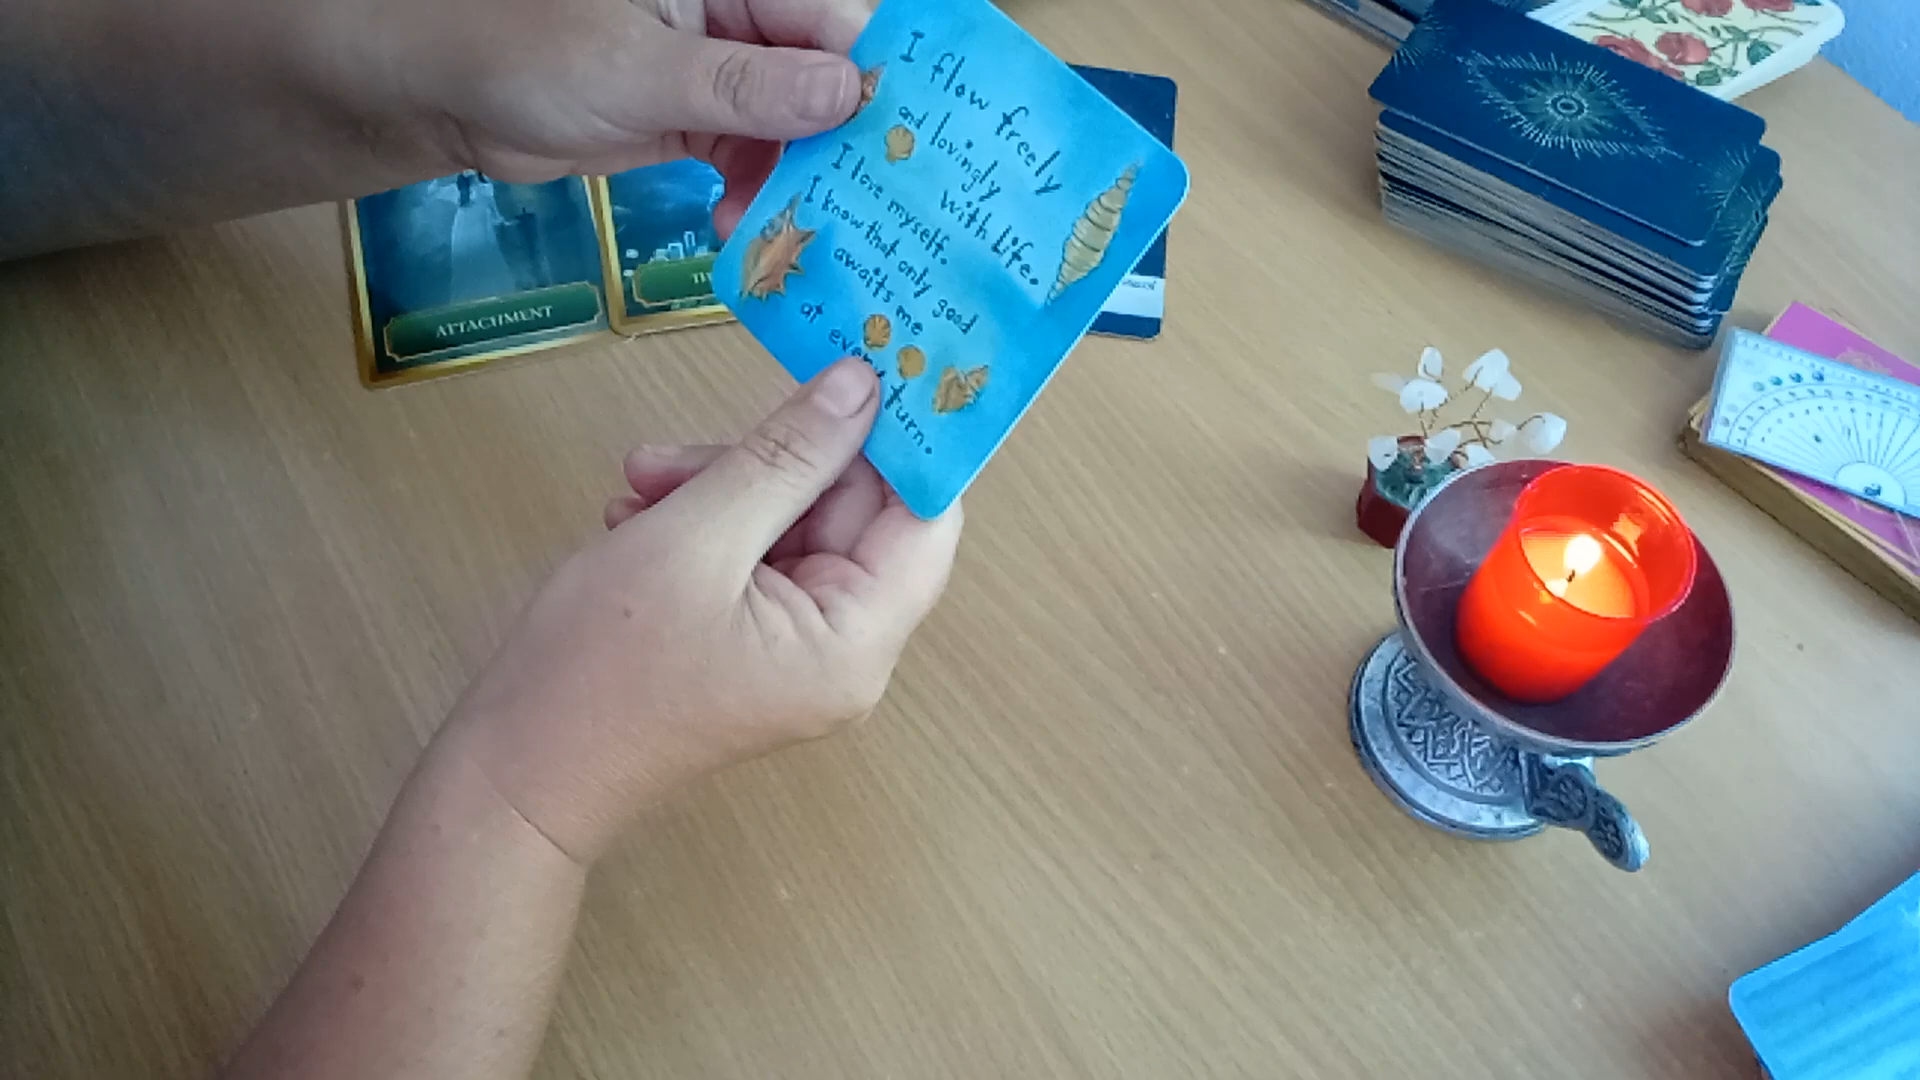 I flow freely
and lovingly
with Life.
I love myself.
I know that only good
awaits me
at every turn.
ATTACHMENT